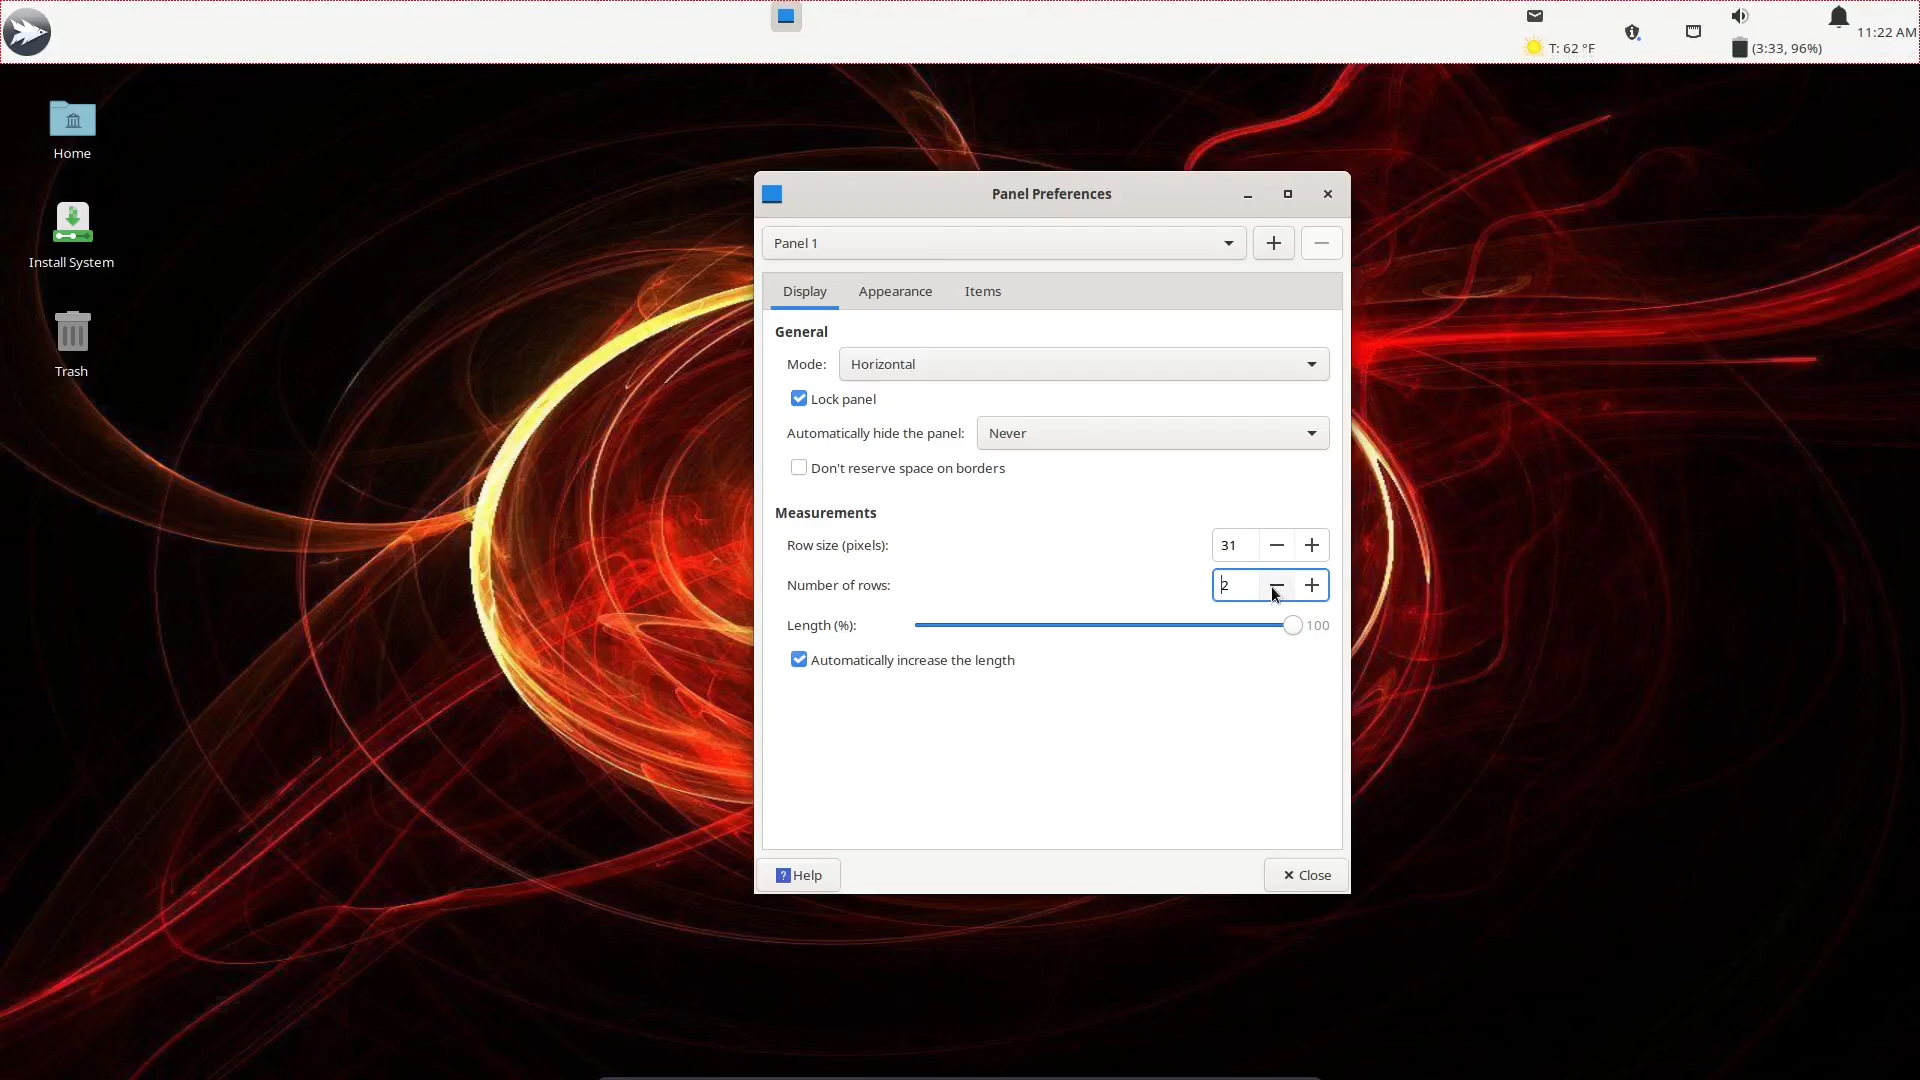 T: 62 °F
(3:33, 96%)
11:22 AM
Home
Install System
Trash
Panel Preferences
Panel 1
Display
Appearance
Items
General
Mode:
Horizontal
Lock panel
Automatically hide the panel:
Never
Don't reserve space on borders
Measurements
Row size (pixels):
31
Number of rows:
2
Length (%):
100
Automatically increase the length
? Help
Close